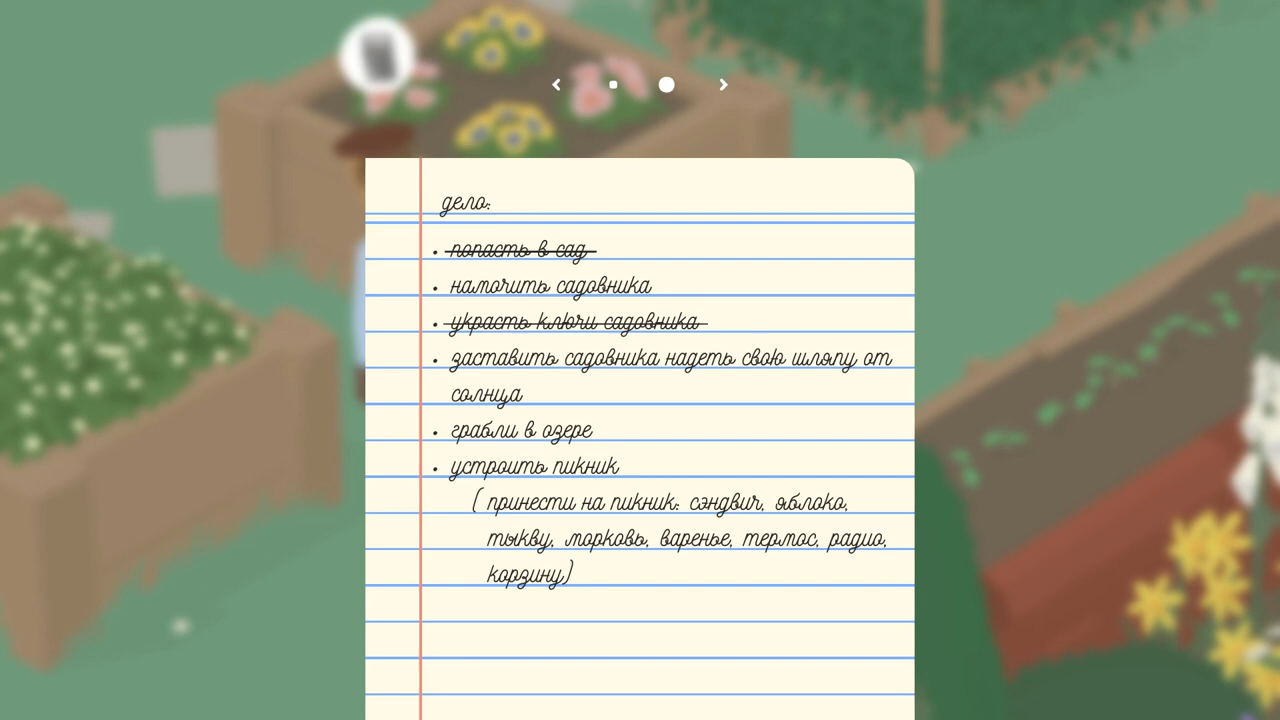 дело:
• попасть в сад
• намочить садовника
• украсть ключи садовника
• заставить садовника надеть свою шляпу от
солнца
• грабли в озере
• устроить пикник
( принести на пикник: сэндвич, яблоко,
тыкву, морковь, варенье, термос, радио,
корзину)